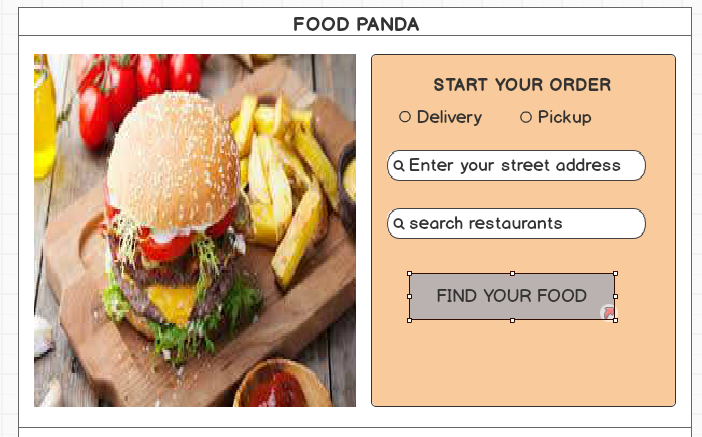 FOOD PANDA
START YOUR ORDER
Delivery Pickup
Enter your street address
search restaurants
FIND YOUR FOOD